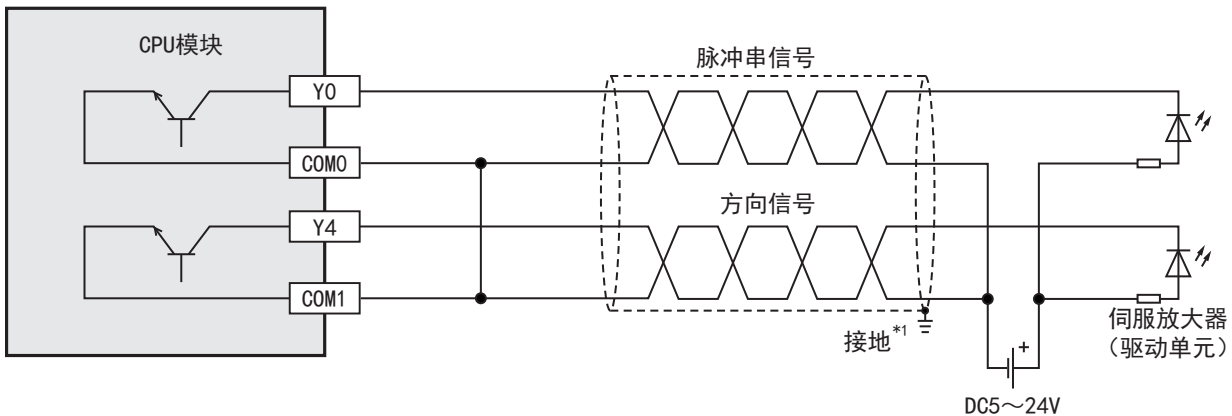 CPU模块
脉冲串信号
Y0
COM0
方向信号
Y4
COM1
接地*1
伺服放大器
（驱动单元）
+
DC5～24V